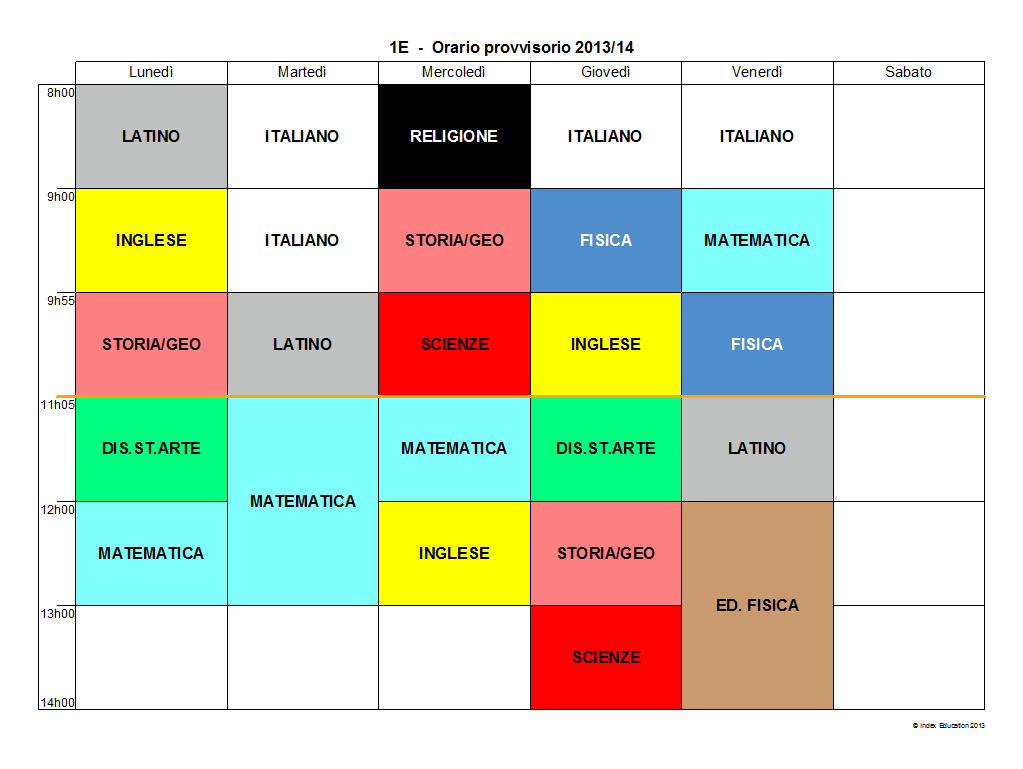 1E - Orario provvisorio 2013/14
Lunedì Martedì Mercoledì Giovedì Venerdì Sabato
8h00
LATINO ITALIANO RELIGIONE ITALIANO ITALIANO
9h00
INGLESE ITALIANO STORIA/GEO FISICA MATEMATICA
9h55
STORIA/GEO LATINO SCIENZE INGLESE FISICA
11h05
DIS.ST.ARTE MATEMATICA DIS.ST.ARTE LATINO
MATEMATICA
12h00
MATEMATICA INGLESE STORIA/GEO
ED. FISICA
13h00
SCIENZE
14h00
© Index Education 2013